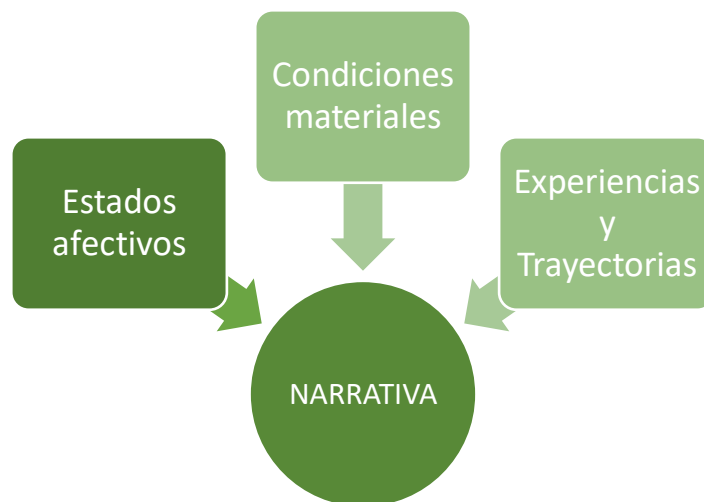 Condiciones
materiales
Estados
afectivos
Experiencias
y
Trayectorias
NARRATIVA